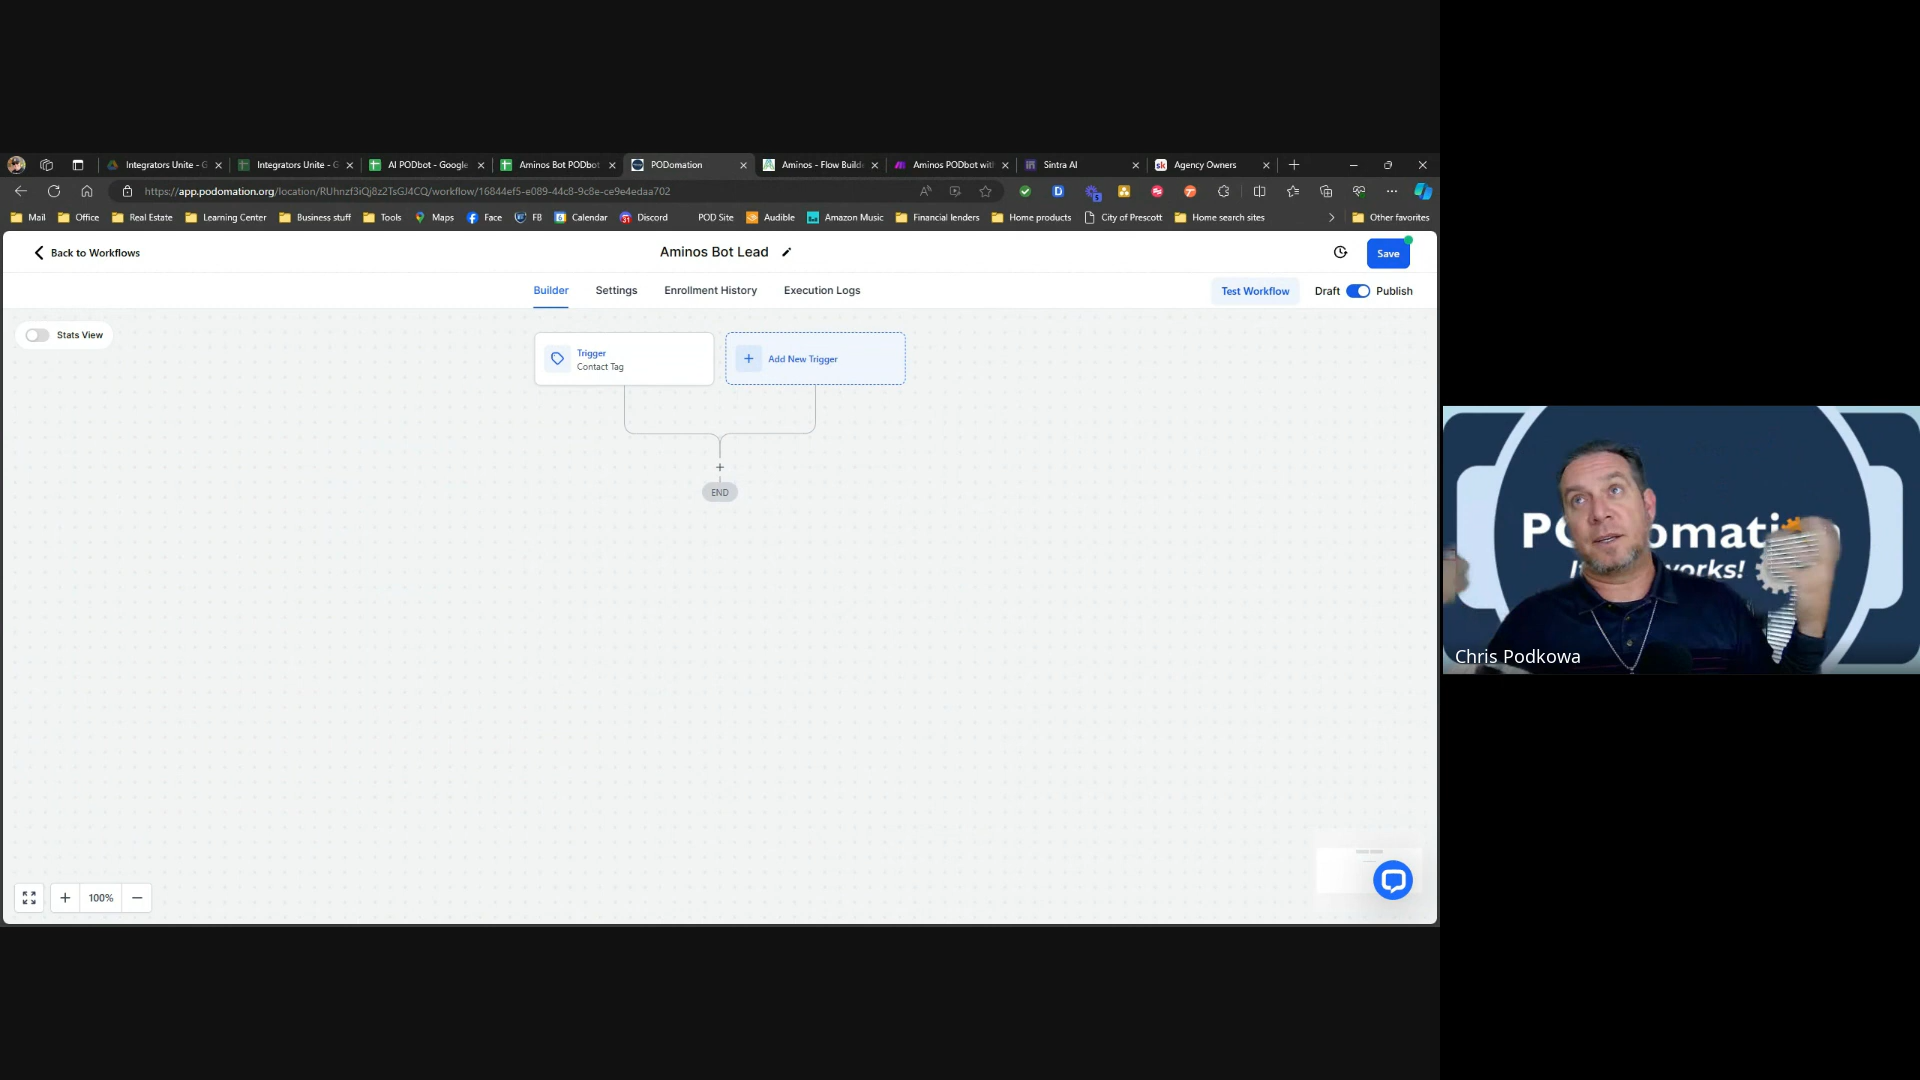 Integrators Unite - G
Integrators Unite - G
AI PODbot - Google
Aminos Bot PODbot
PODomation
Aminos - Flow Build
Aminos PODbot wit
Sintra AI
Agency Owners
https://app.podomation.org/location/RUhnzf3iQj8z2TsGJ4CQ/workflow/16844ef5-e089-44c8-9c8e-ce9e4edaa702
Mail
Office
Real Estate
Learning Center
Business stuff
Tools
Maps
Face
FB
Calendar
Discord
POD Site
Audible
Amazon Music
Financial lenders
Home products
City of Prescott
Home search sites
Other favorites
Back to Workflows
Aminos Bot Lead
Save
Builder
Settings
Enrollment History
Execution Logs
Test Workflow
Draft
Publish
Stats View
Trigger
Contact Tag
Add New Trigger
END
100%
Chris Podkowa